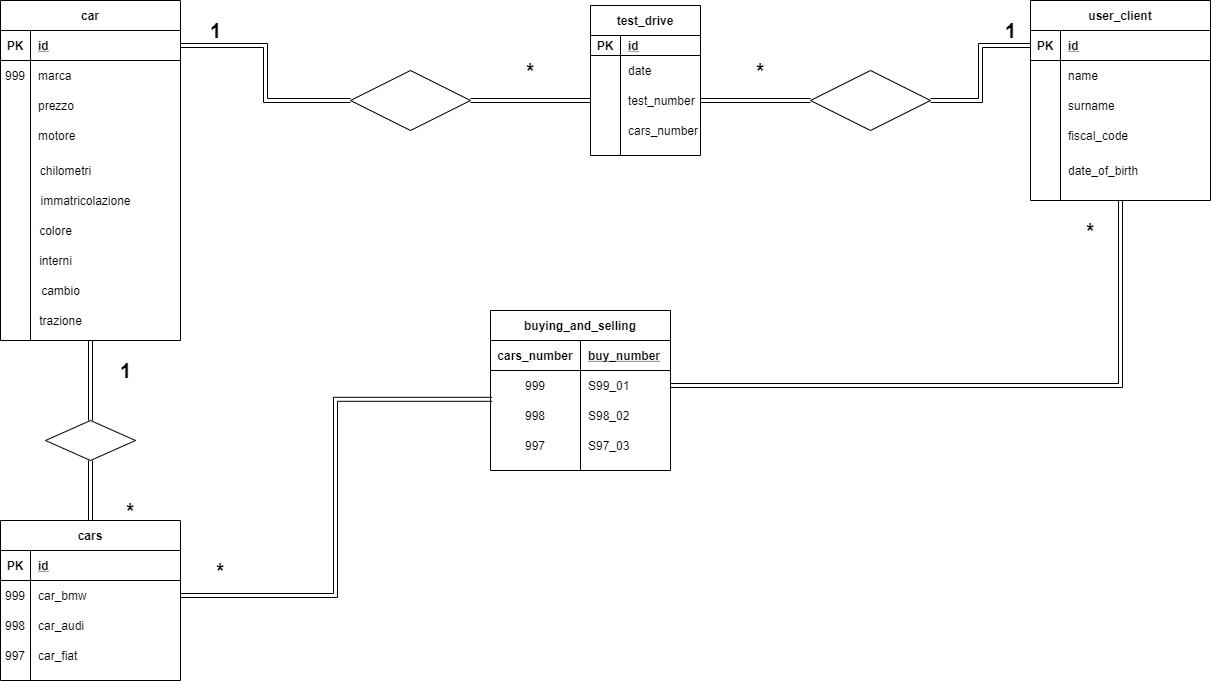 car
PK id
999 marca
prezzo
motore
chilometri
immatricolazione
colore
interni
cambio
trazione
1
*
test_drive
PK id
date
test_number
cars_number
*
1
user_client
PK id
name
surname
fiscal_code
date_of_birth
*
buying_and_selling
cars_number buy_number
999 S99_01
998 S98_02
997 S97_03
1
*
cars
PK id
999 car_bmw
998 car_audi
997 car_fiat
*